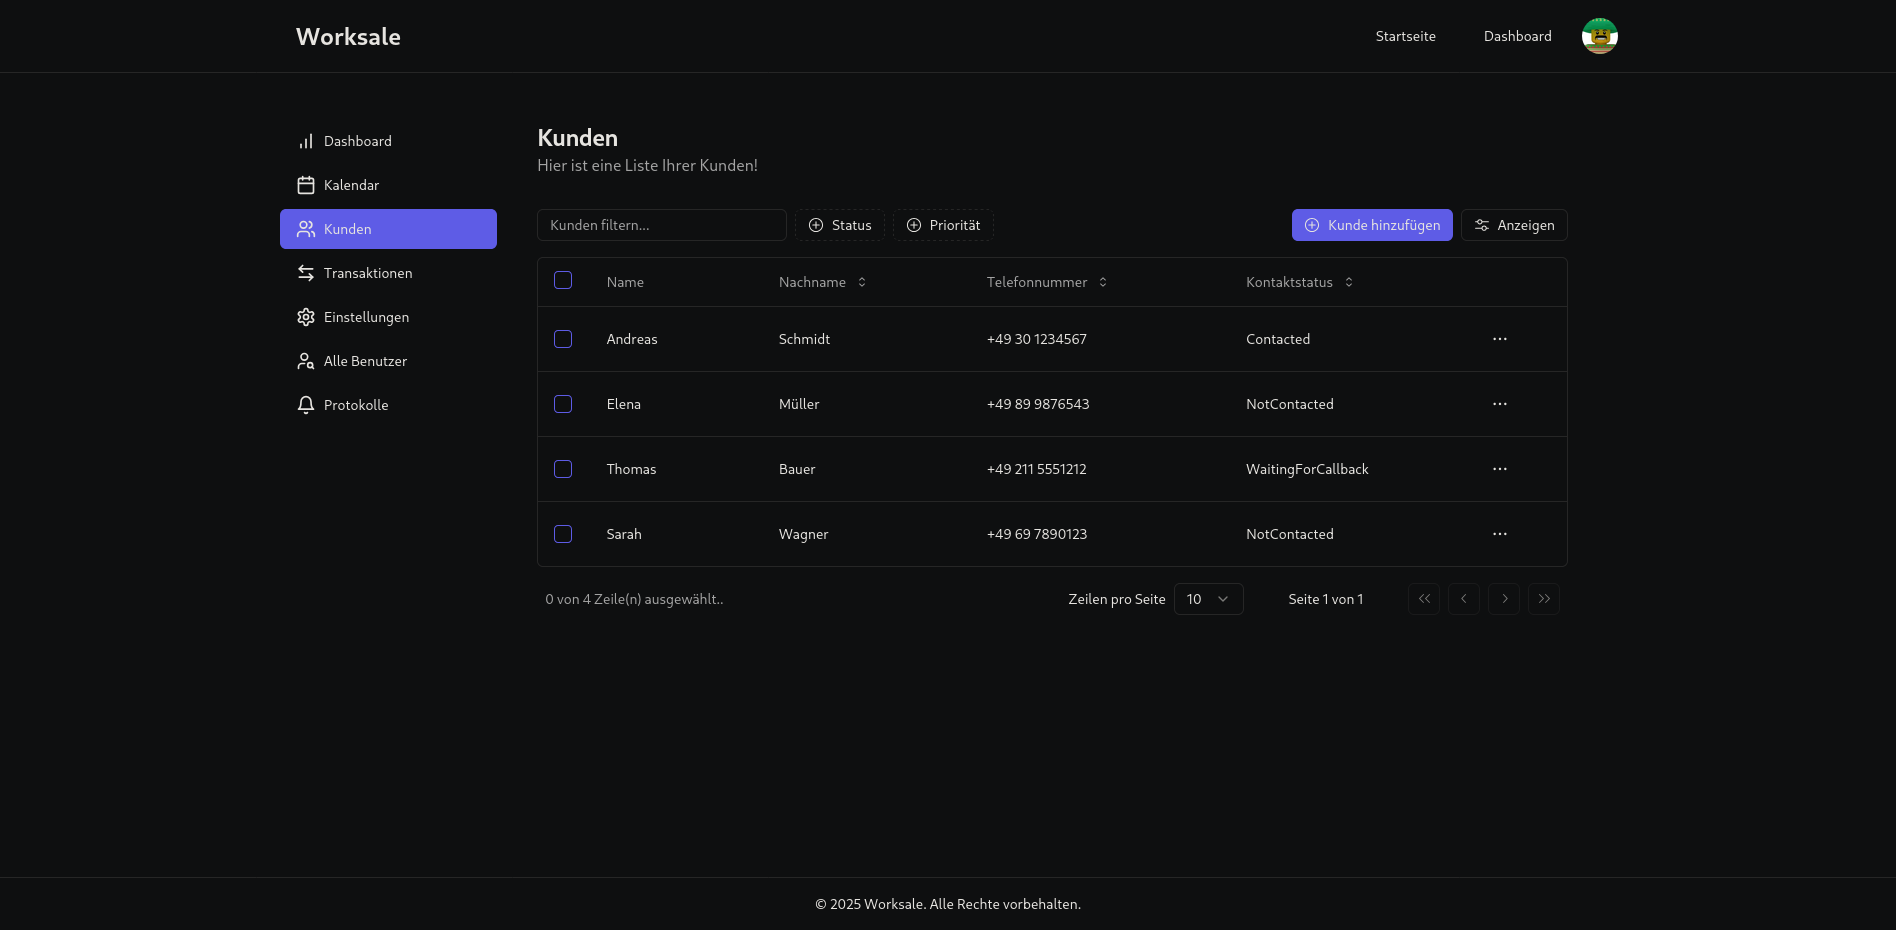 Worksale
Startseite
Dashboard
Dashboard
Kalendar
Kunden
Transaktionen
Einstellungen
Alle Benutzer
Protokolle
Kunden
Hier ist eine Liste Ihrer Kunden!
Kunden filtern...
Status
Priorität
Kunde hinzufügen
Anzeigen
Name Nachname Telefonnummer Kontaktstatus
Andreas Schmidt +49 30 1234567 Contacted
Elena Müller +49 89 9876543 NotContacted
Thomas Bauer +49 211 5551212 WaitingForCallback
Sarah Wagner +49 69 7890123 NotContacted
0 von 4 Zeile(n) ausgewählt..
Zeilen pro Seite 10
Seite 1 von 1
© 2025 Worksale. Alle Rechte vorbehalten.